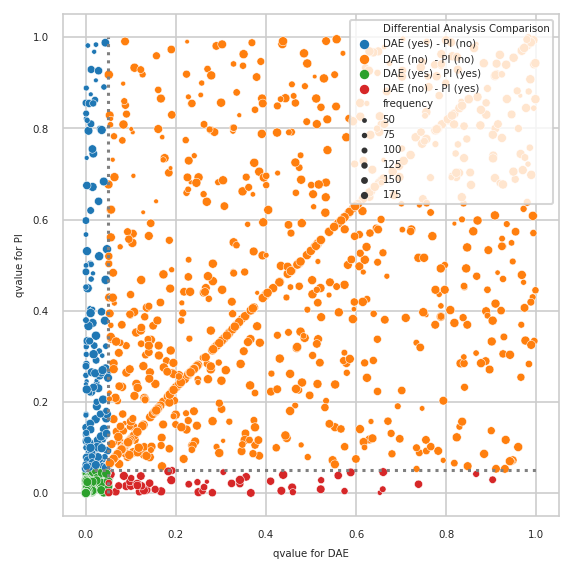 Differential Analysis Comparison
DAE (yes) - PI (no)
DAE (no) - PI (no)
DAE (yes) - PI (yes)
DAE (no) - PI (yes)
frequency
50
75
100
125
150
175
1.0
0.8
0.6
0.4
0.2
0.0
qvalue for PI
0.0 0.2 0.4 0.6 0.8 1.0
qvalue for DAE